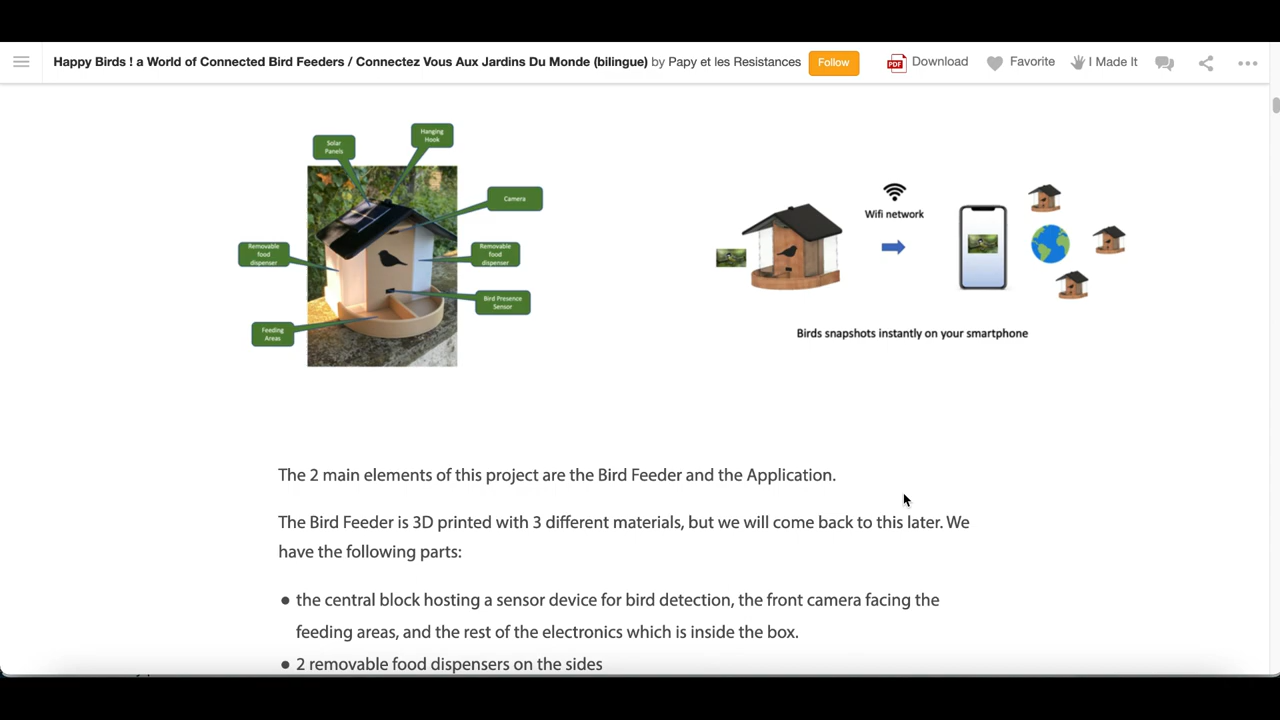 Happy Birds ! a World of Connected Bird Feeders / Connectez Vous Aux Jardins Du Monde (bilingue) by Papy et les Resistances Follow PDF Download Favorite I Made It
Hanging
Hook
Solar
Panels
Camera
Removable
food
dispenser
Removable
food
dispenser
Bird Presence
Sensor
Feeding
Areas
Wifi network
Birds snapshots instantly on your smartphone
The 2 main elements of this project are the Bird Feeder and the Application.
The Bird Feeder is 3D printed with 3 different materials, but we will come back to this later. We
have the following parts:
● the central block hosting a sensor device for bird detection, the front camera facing the
feeding areas, and the rest of the electronics which is inside the box.
● 2 removable food dispensers on the sides